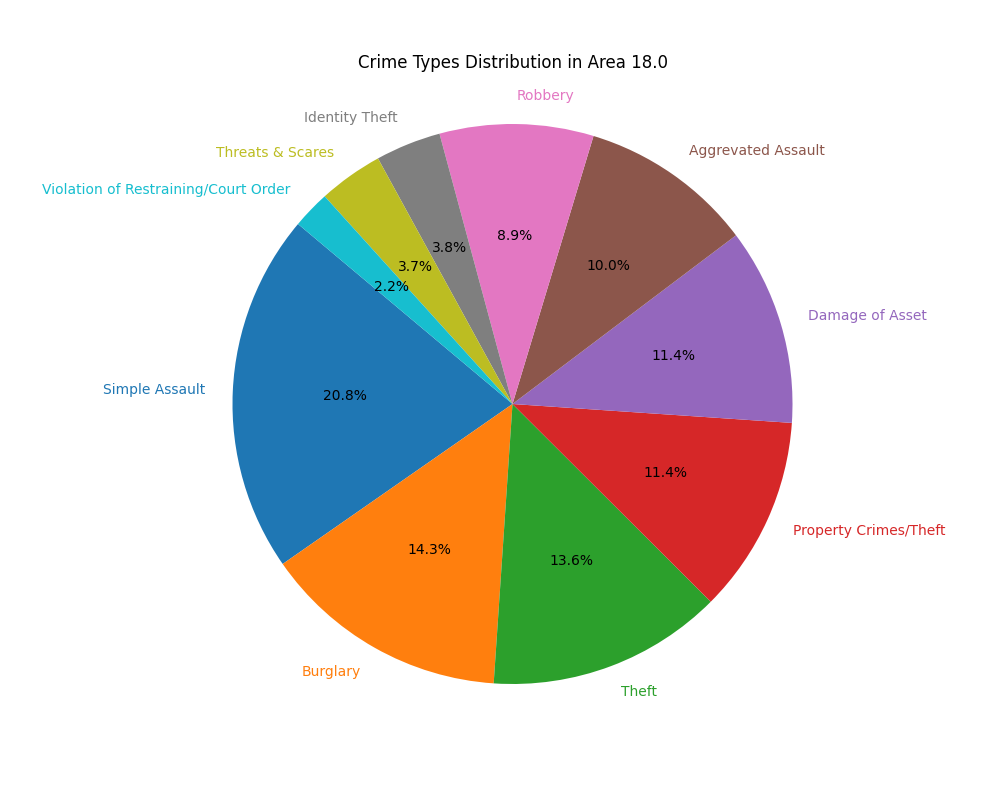 Crime Types Distribution in Area 18.0
Robbery
Identity Theft
Aggrevated Assault
Threats & Scares
Violation of Restraining/Court Order
8.9%
3.8%
10.0%
3.7%
2.2%
Damage of Asset
11.4%
Simple Assault
20.8%
11.4%
Property Crimes/Theft
14.3%
13.6%
Burglary
Theft